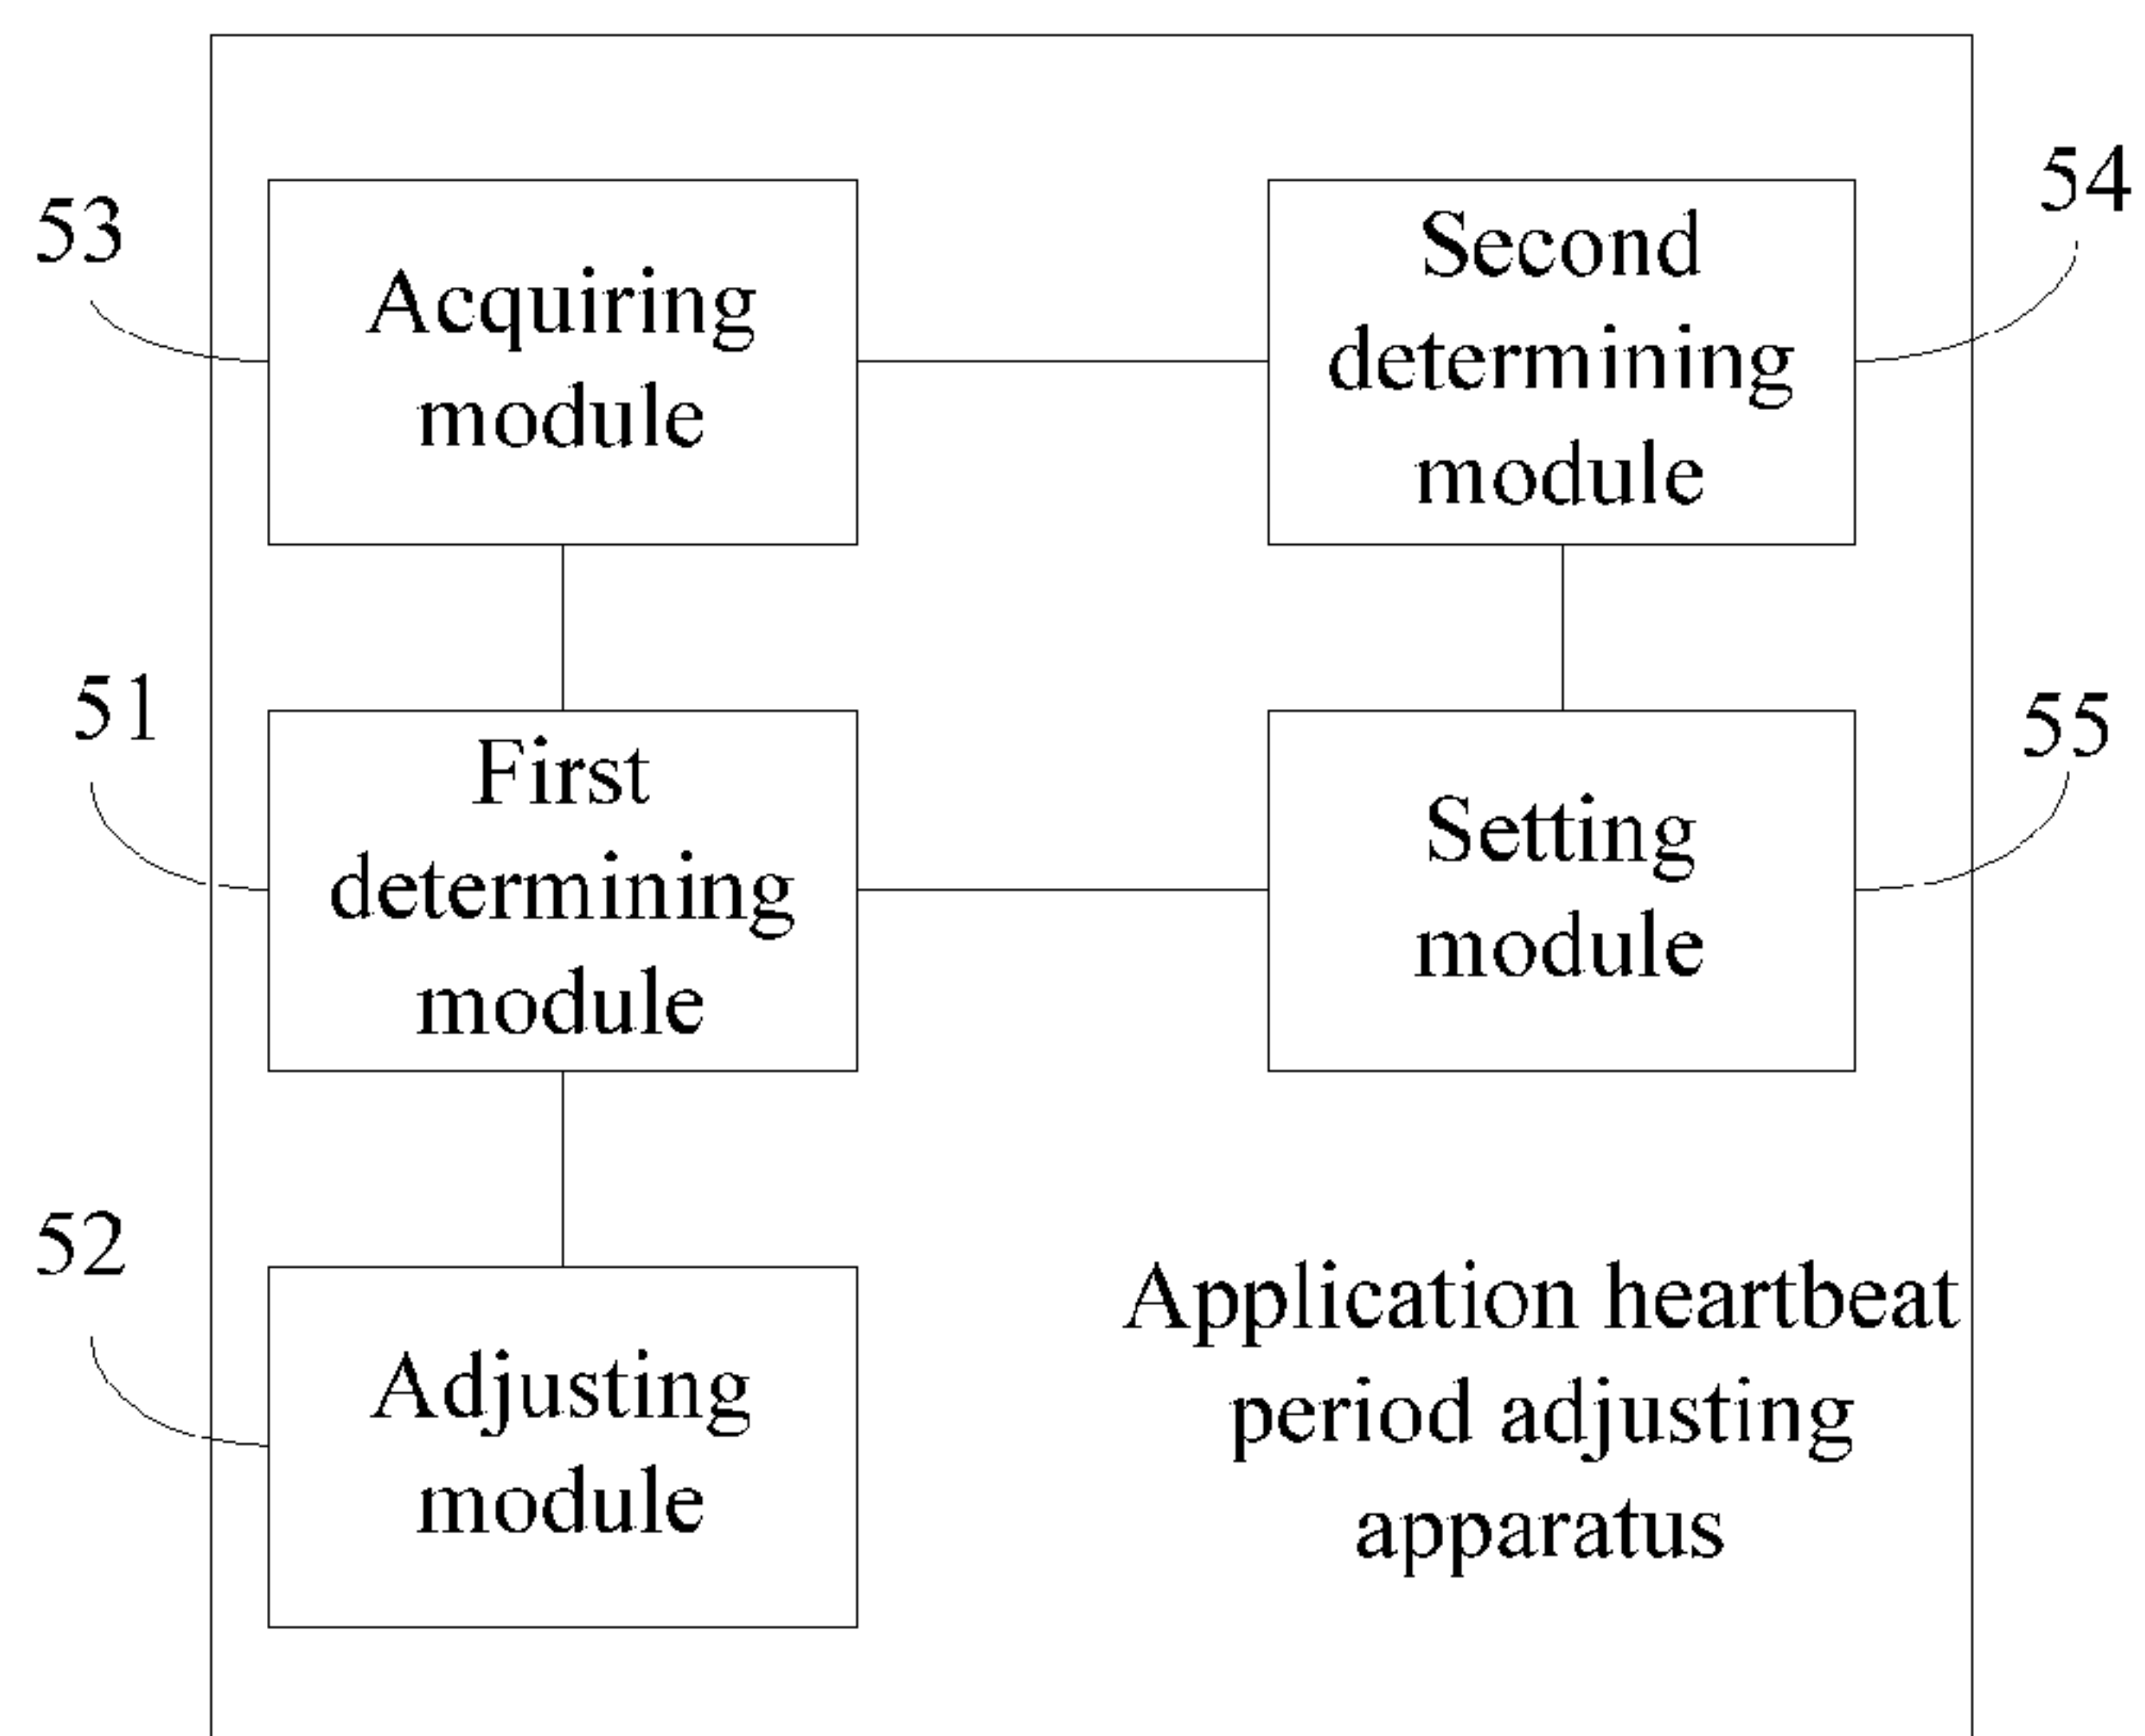 53
Acquiring
module
Second
determining
module
54
51
First
determining
module
Setting
module
55
52
Adjusting
module
Application heartbeat
period adjusting
apparatus